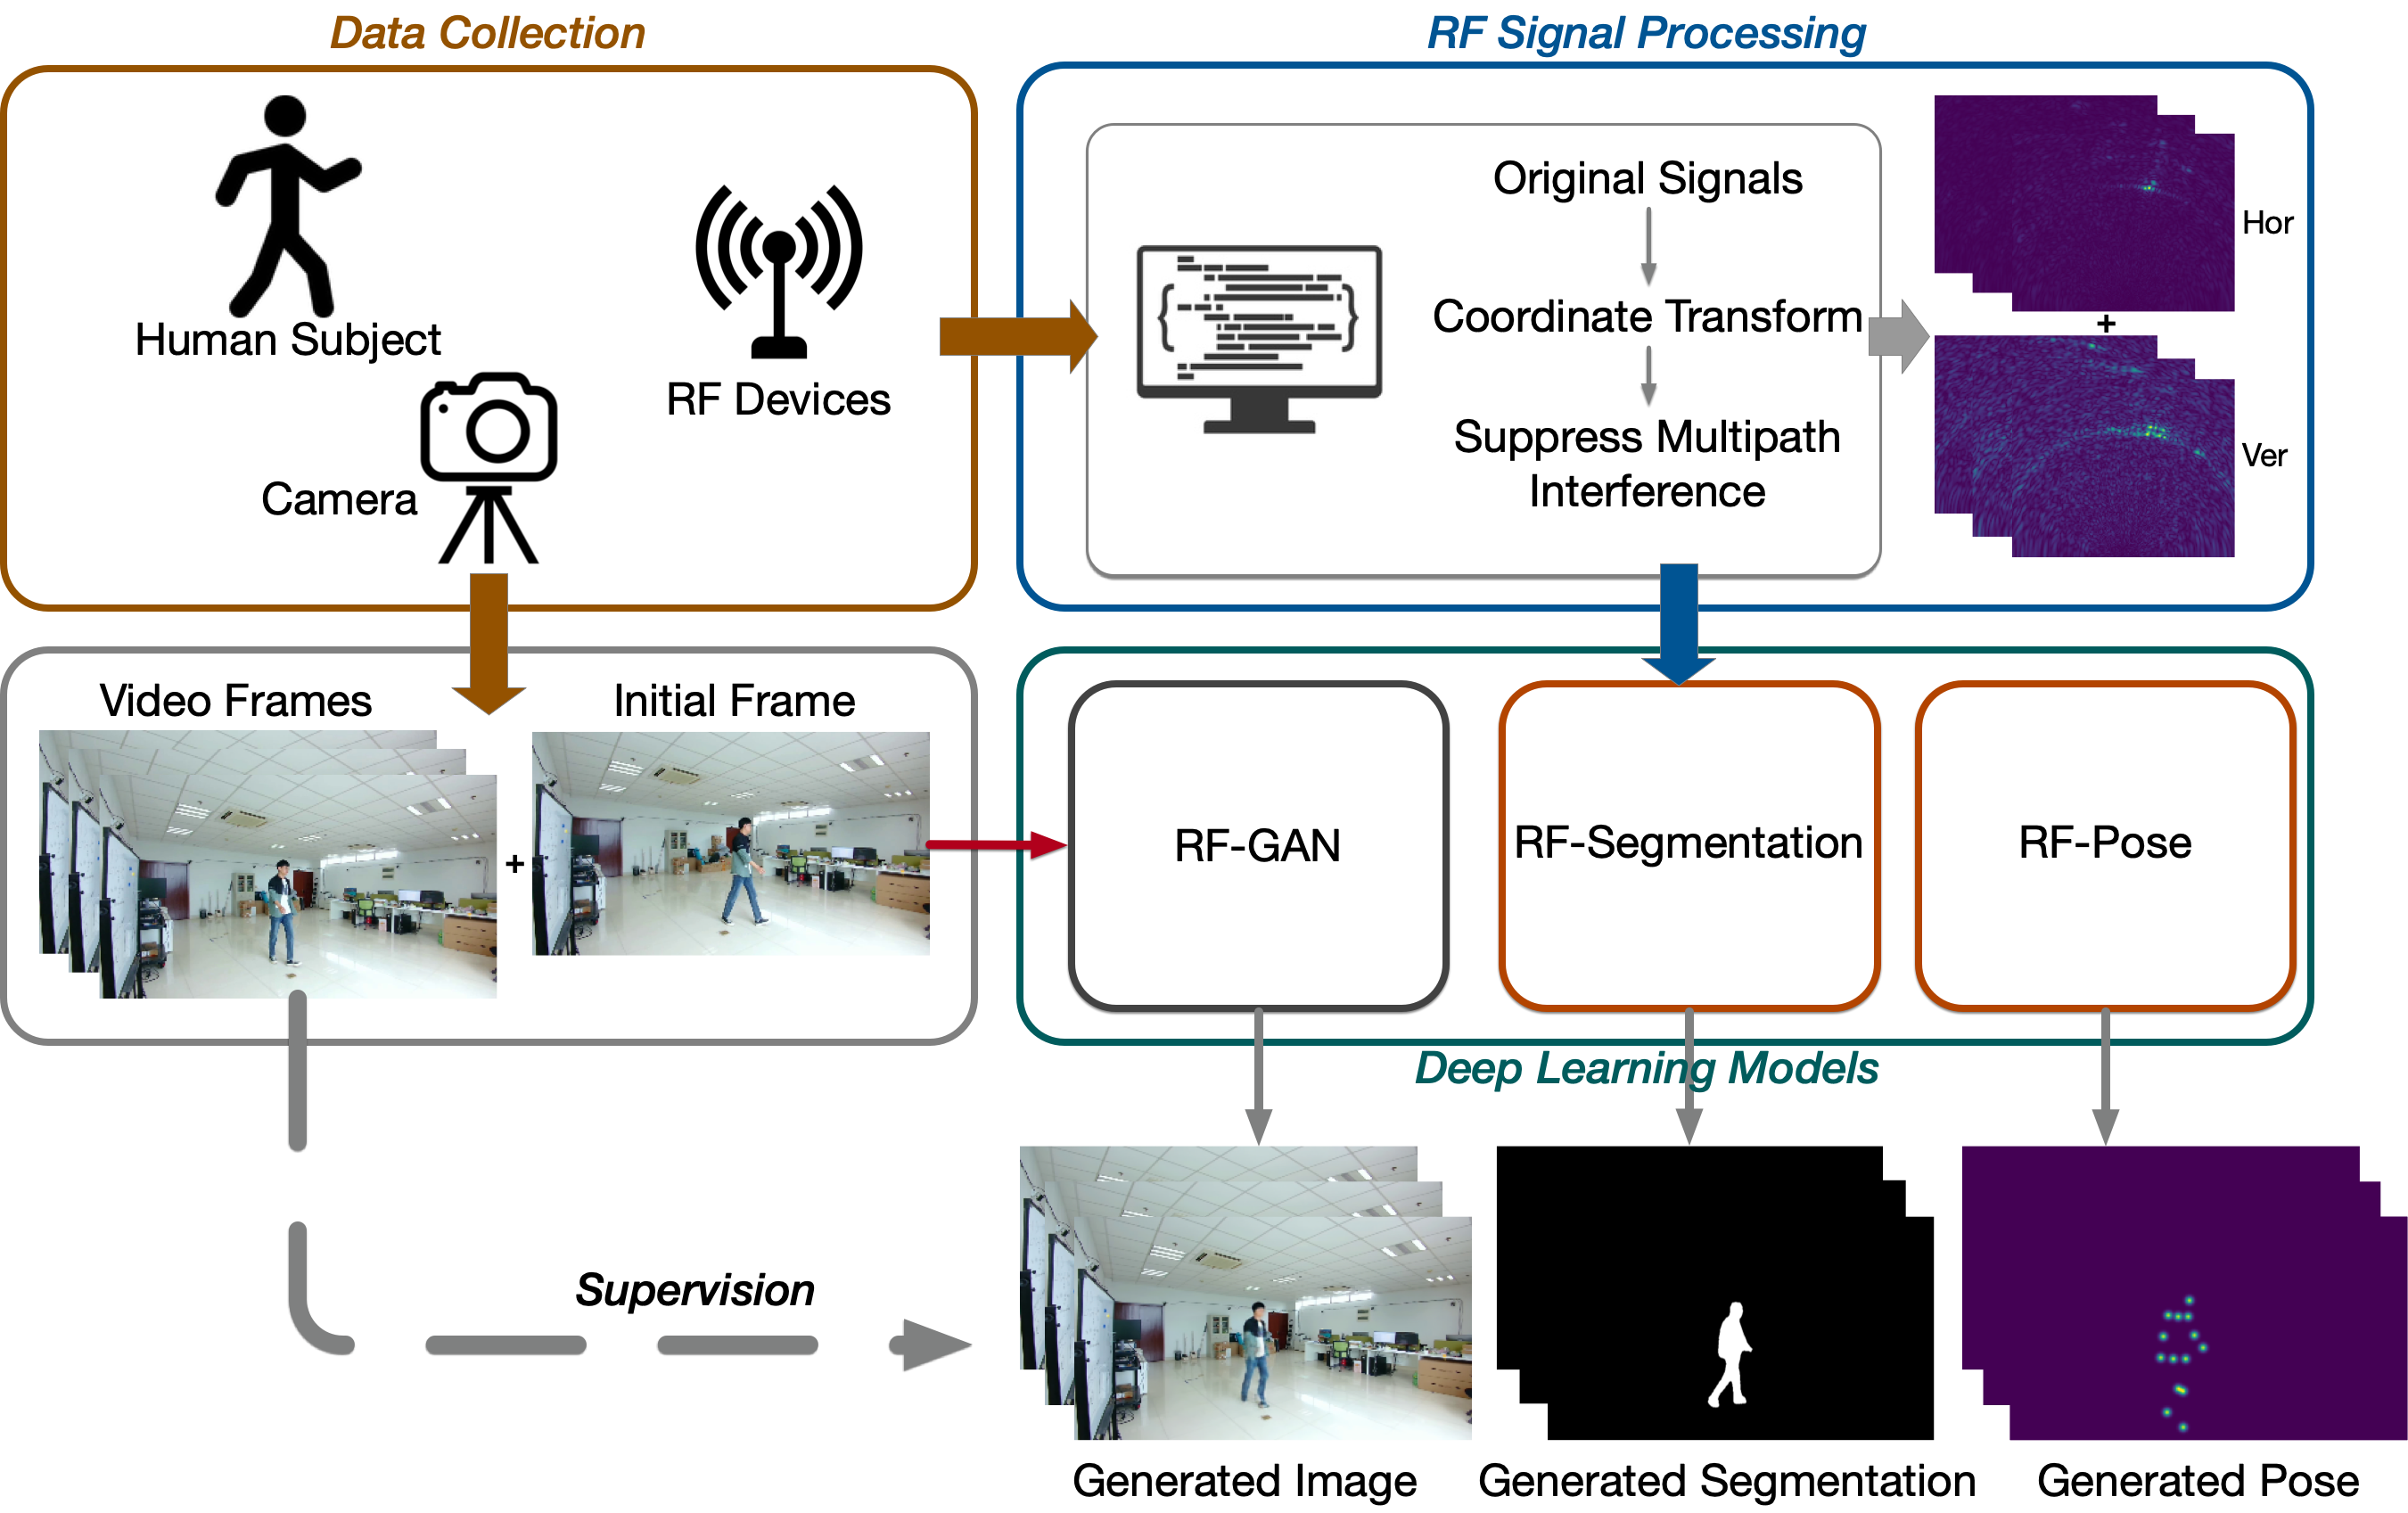 Data Collection
RF Signal Processing
Human Subject
Camera
RF Devices
Original Signals
Coordinate Transform
Suppress Multipath
Interference
Hor
+
Ver
Video Frames
+
Initial Frame
RF-GAN
RF-Segmentation
RF-Pose
Deep Learning Models
Supervision
Generated Image
Generated Segmentation
Generated Pose